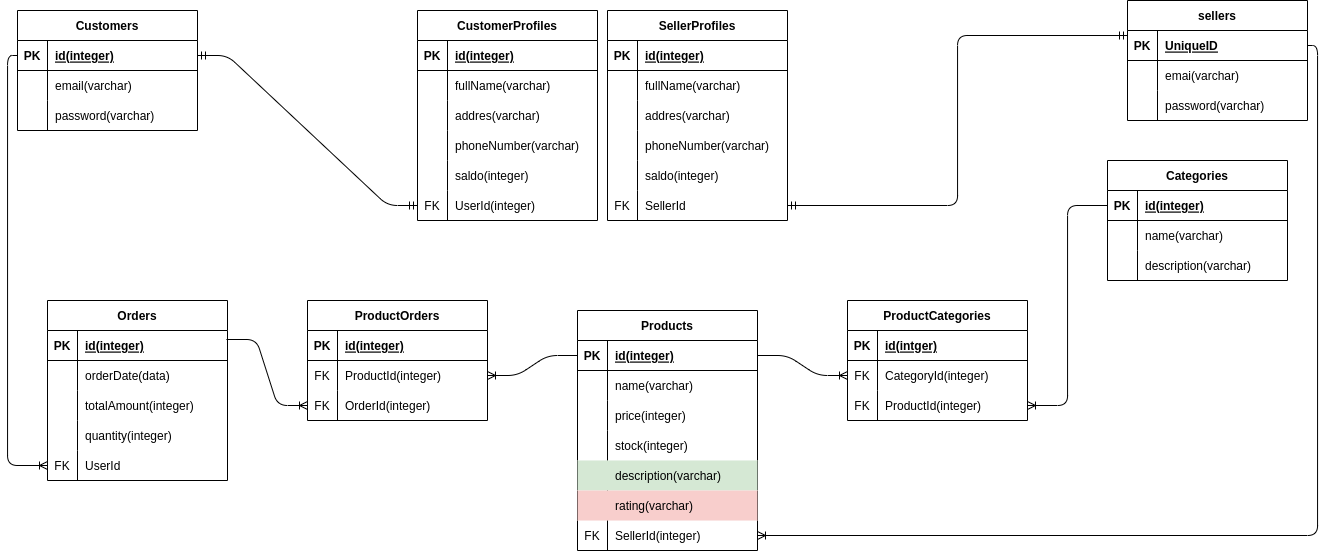 Customers
PK id(integer)
email(varchar)
password(varchar)
CustomerProfiles
PK id(integer)
fullName(varchar)
addres(varchar)
phoneNumber(varchar)
saldo(integer)
FK UserId(integer)
SellerProfiles
PK id(integer)
fullName(varchar)
addres(varchar)
phoneNumber(varchar)
saldo(integer)
FK SellerId
sellers
PK UniqueID
emai(varchar)
password(varchar)
Categories
PK id(integer)
name(varchar)
description(varchar)
Orders
PK id(integer)
orderDate(data)
totalAmount(integer)
quantity(integer)
FK UserId
ProductOrders
PK id(integer)
FK ProductId(integer)
FK OrderId(integer)
Products
PK id(integer)
name(varchar)
price(integer)
stock(integer)
description(varchar)
rating(varchar)
FK SellerId(integer)
ProductCategories
PK id(intger)
FK CategoryId(integer)
FK ProductId(integer)